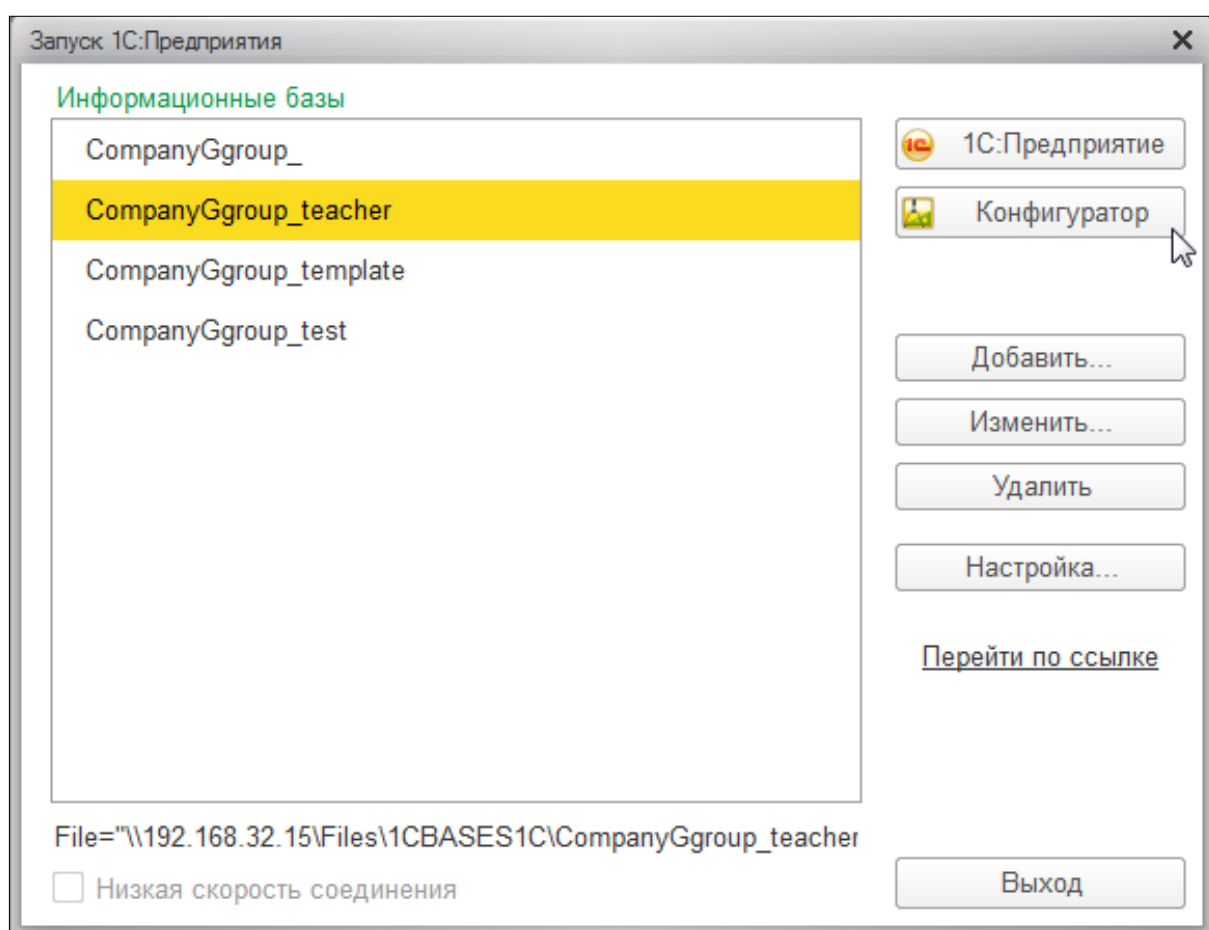 Запуск 1С:Предприятия
Информационные базы
CompanyGgroup_
CompanyGgroup_teacher
CompanyGgroup_template
CompanyGgroup_test
1С:Предприятие
Конфигуратор
Добавить...
Изменить...
Удалить
Настройка...
Перейти по ссылке
File="\\192.168.32.15\Files\1CBASES1C\CompanyGgroup_teacher
Низкая скорость соединения
Выход